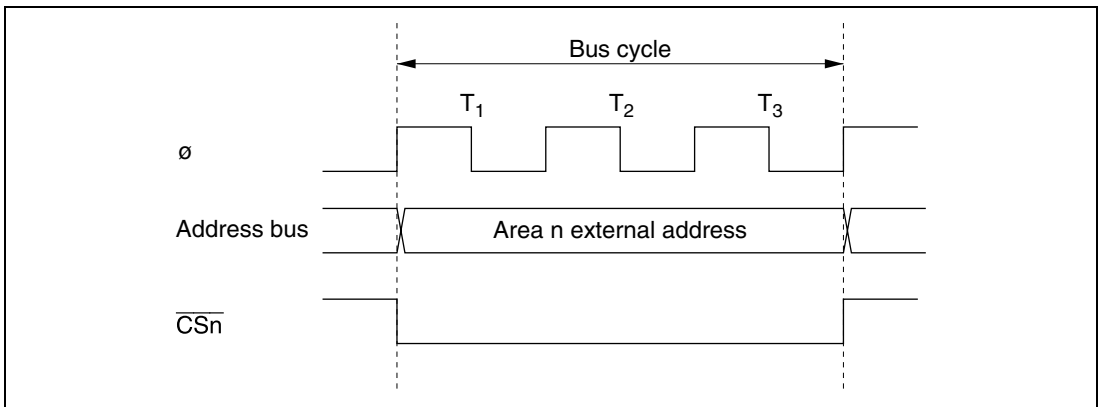 Bus cycle
T1 T2 T3
ø
Address bus Area n external address
CSn